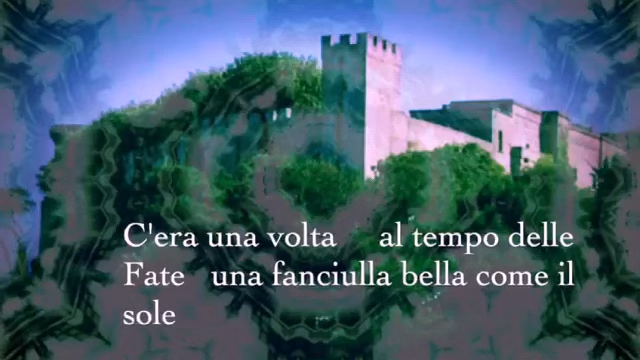 C'era una volta al tempo delle
Fate una fanciulla bella come il
sole